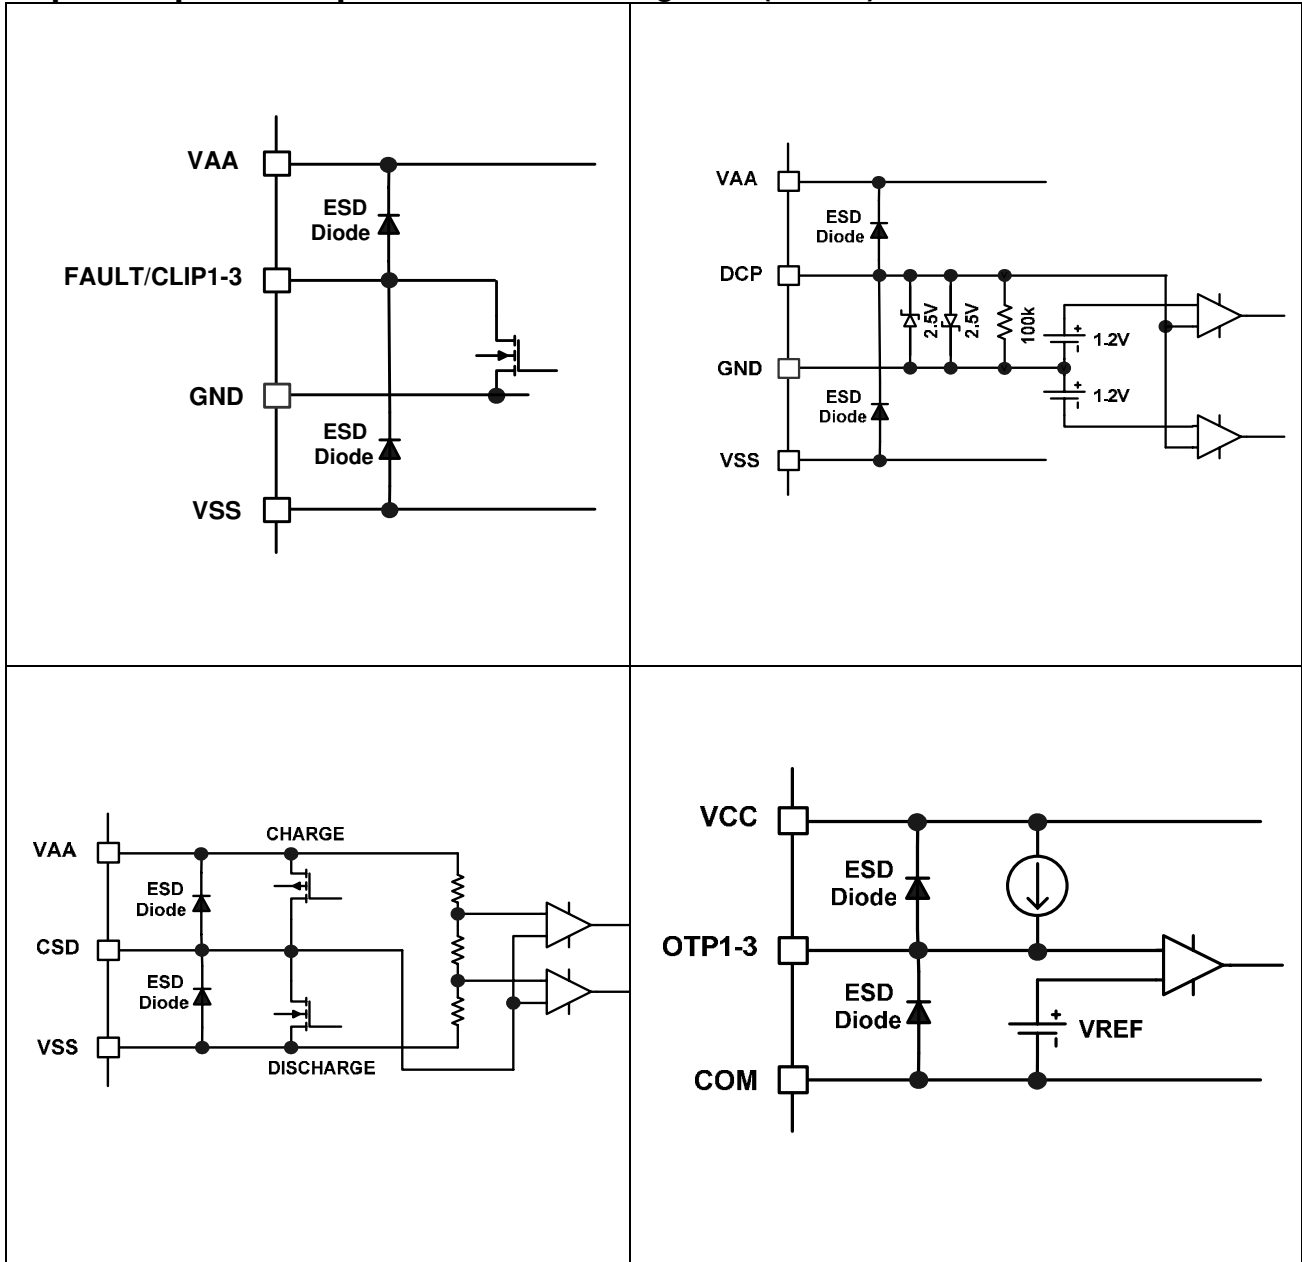 VAA
ESD
Diode
FAULT/CLIP1-3
GND
ESD
Diode
VSS
VAA
ESD
Diode
DCP
2.5V
2.5V
100k
1.2V
GND
1.2V
ESD
Diode
VSS
CHARGE
VAA
ESD
Diode
CSD
ESD
Diode
VSS
DISCHARGE
VCC
ESD
Diode
OTP1-3
ESD
Diode
VREF
COM